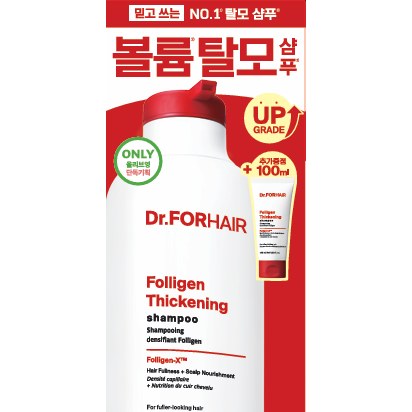 믿고 쓰는 NO.1* 탈모 샴푸*
볼륨* 탈모 샴푸*
UP
GRADE
ONLY
올리브영
단독기획
추가증정
+ 100ml
Dr.FORHAIR
Folligen
Thickening
Dr.FORHAIR
Folligen
Thickening
shampoo
Shampooing
densifiant Folligen
Folligen-X™
Hair Fullness + Scalp Nourishment
Densité capillaire
+ Nutrition du cuir chevelu
For fuller-looking hair